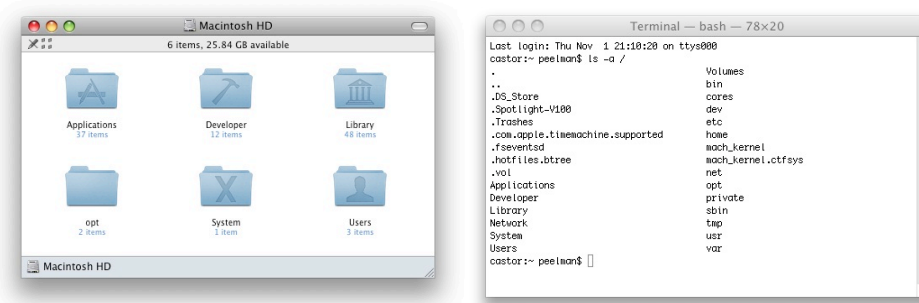 Macintosh HD
6 items, 25.84 GB available
Applications
37 items
Developer
12 items
Library
48 items
opt
2 items
System
1 item
Users
3 items
Macintosh HD
Terminal — bash — 78×20
Last login: Thu Nov  1 21:10:20 on ttys000
castor:~ peelman$ ls -a /
. Volumes
.. bin
.DS_Store cores
.Spotlight-V100 dev
.Trashes etc
.com.apple.timemachine.supported home
.fseventsd mach_kernel
.hotfiles.btree mach_kernel.ctfsys
.vol net
Applications opt
Developer private
Library sbin
Network tmp
System usr
Users var
castor:~ peelman$